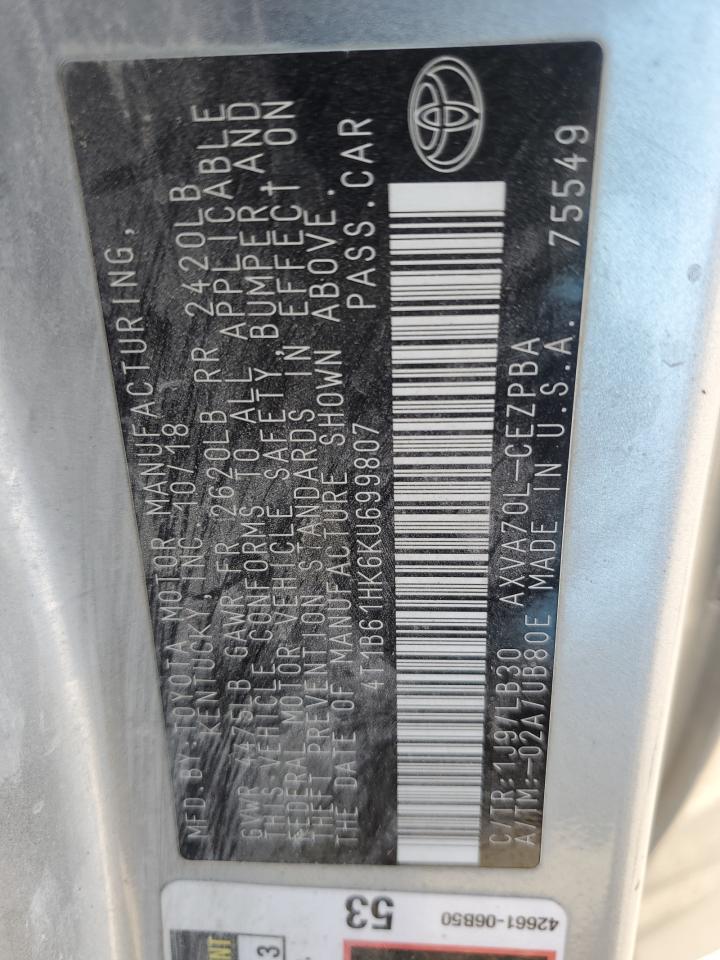 MFD.BY:TOYOTA MOTOR MANUFACTURING,
KENTUCKY, INC. 10/18
GVWR 4475LB GAWR FR 2620LB RR 2420LB
THIS VEHICLE CONFORMS TO ALL APPLICABLE
FEDERAL MOTOR VEHICLE SAFETY, BUMPER, AND
THEFT PREVENTION STANDARDS IN EFFECT ON
THE DATE OF MANUFACTURE SHOWN ABOVE.
4T1B61HK6KU699807 PASS.CAR
C/TR:1J9/LB30 AXVA70L-CEZPBA
A/TM:-02A/UB80E MADE IN U.S.A. 75549
53
42661-06B50